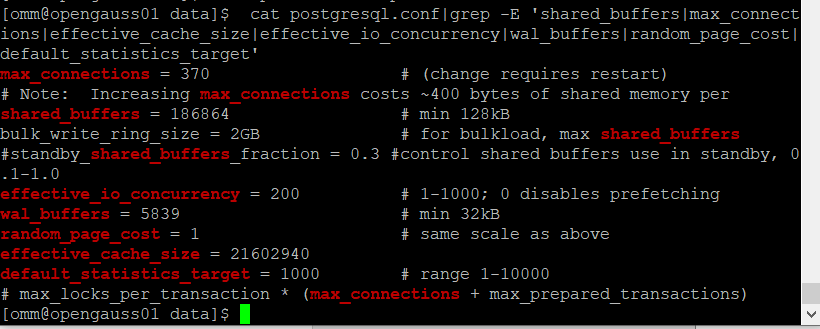 [omm@opengauss01 data]$  cat postgresql.conf|grep -E 'shared_buffers|max_connect
ions|effective_cache_size|effective_io_concurrency|wal_buffers|random_page_cost|
default_statistics_target'
max_connections = 370                   # (change requires restart)
# Note:  Increasing max_connections costs ~400 bytes of shared memory per
shared_buffers = 186864                 # min 128kB
bulk_write_ring_size = 2GB              # for bulkload, max shared_buffers
#standby_shared_buffers_fraction = 0.3 #control shared buffers use in standby, 0
.1-1.0
effective_io_concurrency = 200          # 1-1000; 0 disables prefetching
wal_buffers = 5839                      # min 32kB
random_page_cost = 1                    # same scale as above
effective_cache_size = 21602940
default_statistics_target = 1000        # range 1-10000
# max_locks_per_transaction * (max_connections + max_prepared_transactions)
[omm@opengauss01 data]$